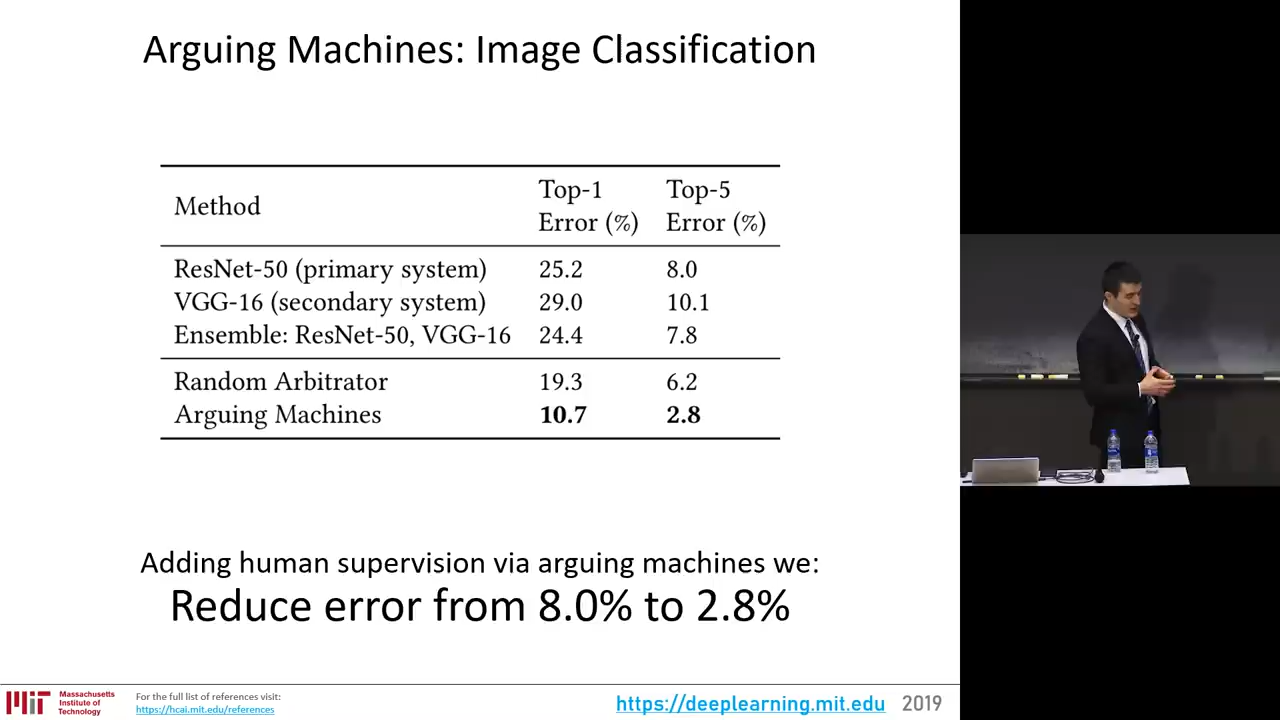 Arguing Machines: Image Classification
Method
Top-1 Error (%)
Top-5 Error (%)
ResNet-50 (primary system) 25.2 8.0
VGG-16 (secondary system) 29.0 10.1
Ensemble: ResNet-50, VGG-16 24.4 7.8
Random Arbitrator 19.3 6.2
Arguing Machines 10.7 2.8
Adding human supervision via arguing machines we:
Reduce error from 8.0% to 2.8%
Massachusetts
Institute of
Technology
For the full list of references visit:
https://hcai.mit.edu/references
https://deeplearning.mit.edu 2019